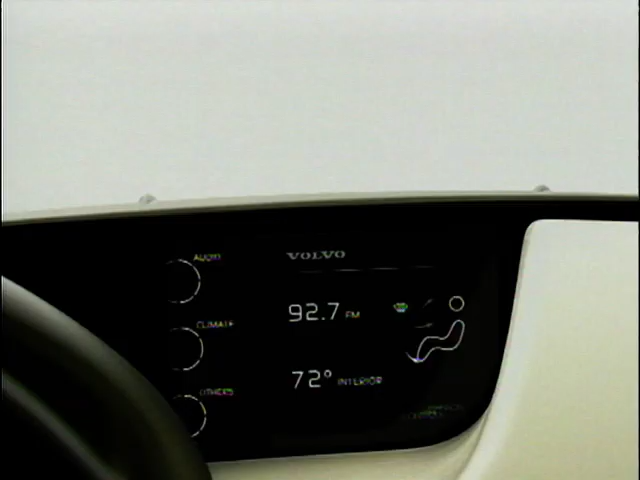 AUDIO
VOLVO
92.7 FM
CLIMATE
72° INTERIOR
OTHERS